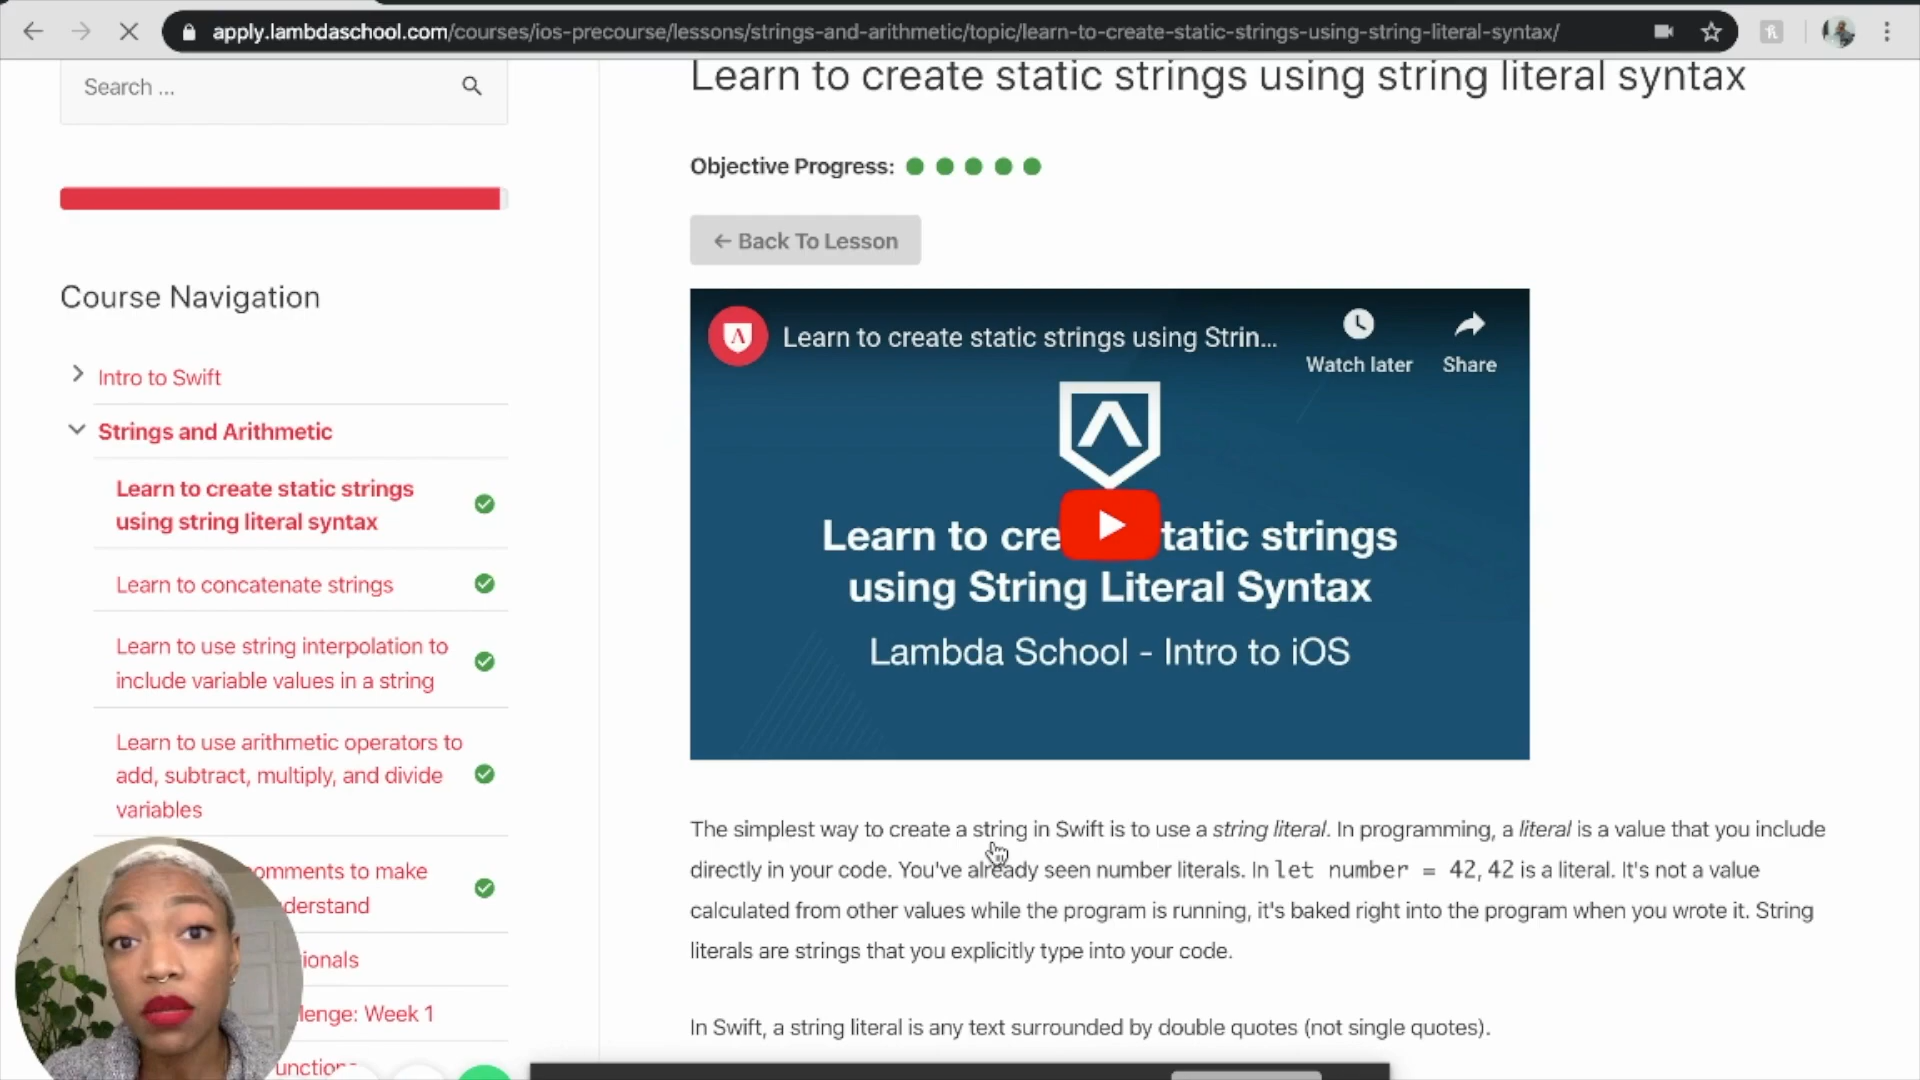 apply.lambdaschool.com/courses/ios-precourse/lessons/strings-and-arithmetic/topic/learn-to-create-static-strings-using-string-literal-syntax/
Search ...
Course Navigation
Intro to Swift
Strings and Arithmetic
Learn to create static strings
using string literal syntax
Learn to concatenate strings
Learn to use string interpolation to
include variable values in a string
Learn to use arithmetic operators to
add, subtract, multiply, and divide
variables
omments to make
derstand
ionals
lenge: Week 1
Learn to create static strings using string literal syntax
Objective Progress:
← Back To Lesson
Learn to create static strings using Strin...
Watch later
Share
Learn to cre tatic strings
using String Literal Syntax
Lambda School - Intro to iOS
The simplest way to create a string in Swift is to use a string literal. In programming, a literal is a value that you include
directly in your code. You've already seen number literals. In let number = 42, 42 is a literal. It's not a value
calculated from other values while the program is running, it's baked right into the program when you wrote it. String
literals are strings that you explicitly type into your code.
In Swift, a string literal is any text surrounded by double quotes (not single quotes).